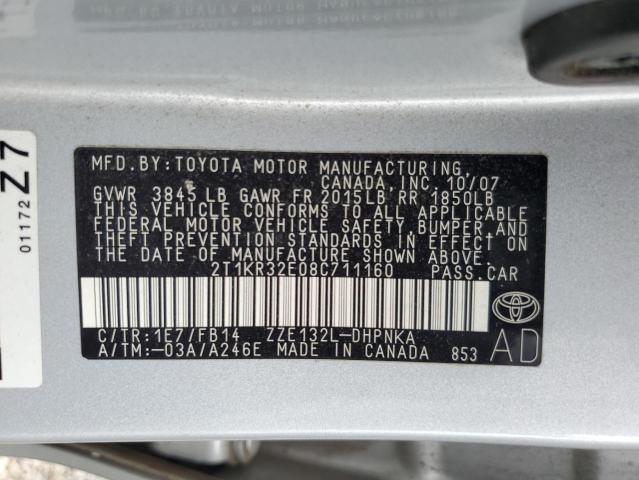 MFD.BY:TOYOTA MOTOR MANUFACTURING,
CANADA, INC. 10/07
GVWR 3845 LB GAWR FR 2015LB RR 1850LB
THIS VEHICLE CONFORMS TO ALL APPLICABLE
FEDERAL MOTOR VEHICLE SAFETY,BUMPER,AND
THEFT PREVENTION STANDARDS IN EFFECT ON
THE DATE OF MANUFACTURE SHOWN ABOVE.
2T1KR32E08C711160 PASS.CAR
C/TR:1E7/FB14 ZZE132L-DHPNKA
A/TM:-03A/A246E MADE IN CANADA 853
AD
01172
Z7